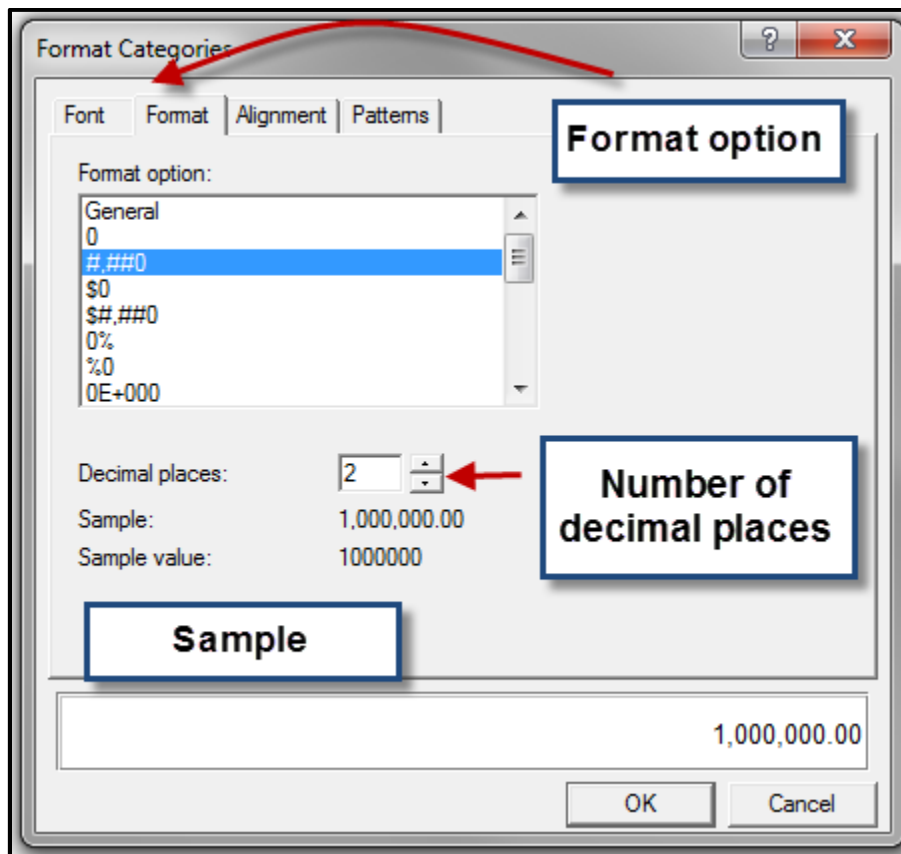 Format Categories
Font Format Alignment Patterns
Format option
Format option:
General
0
#,##0
$0
$#,##0
0%
%0
0E+000
Decimal places: 2
Number of
decimal places
Sample: 1,000,000.00
Sample value: 1000000
Sample
1,000,000.00
OK Cancel